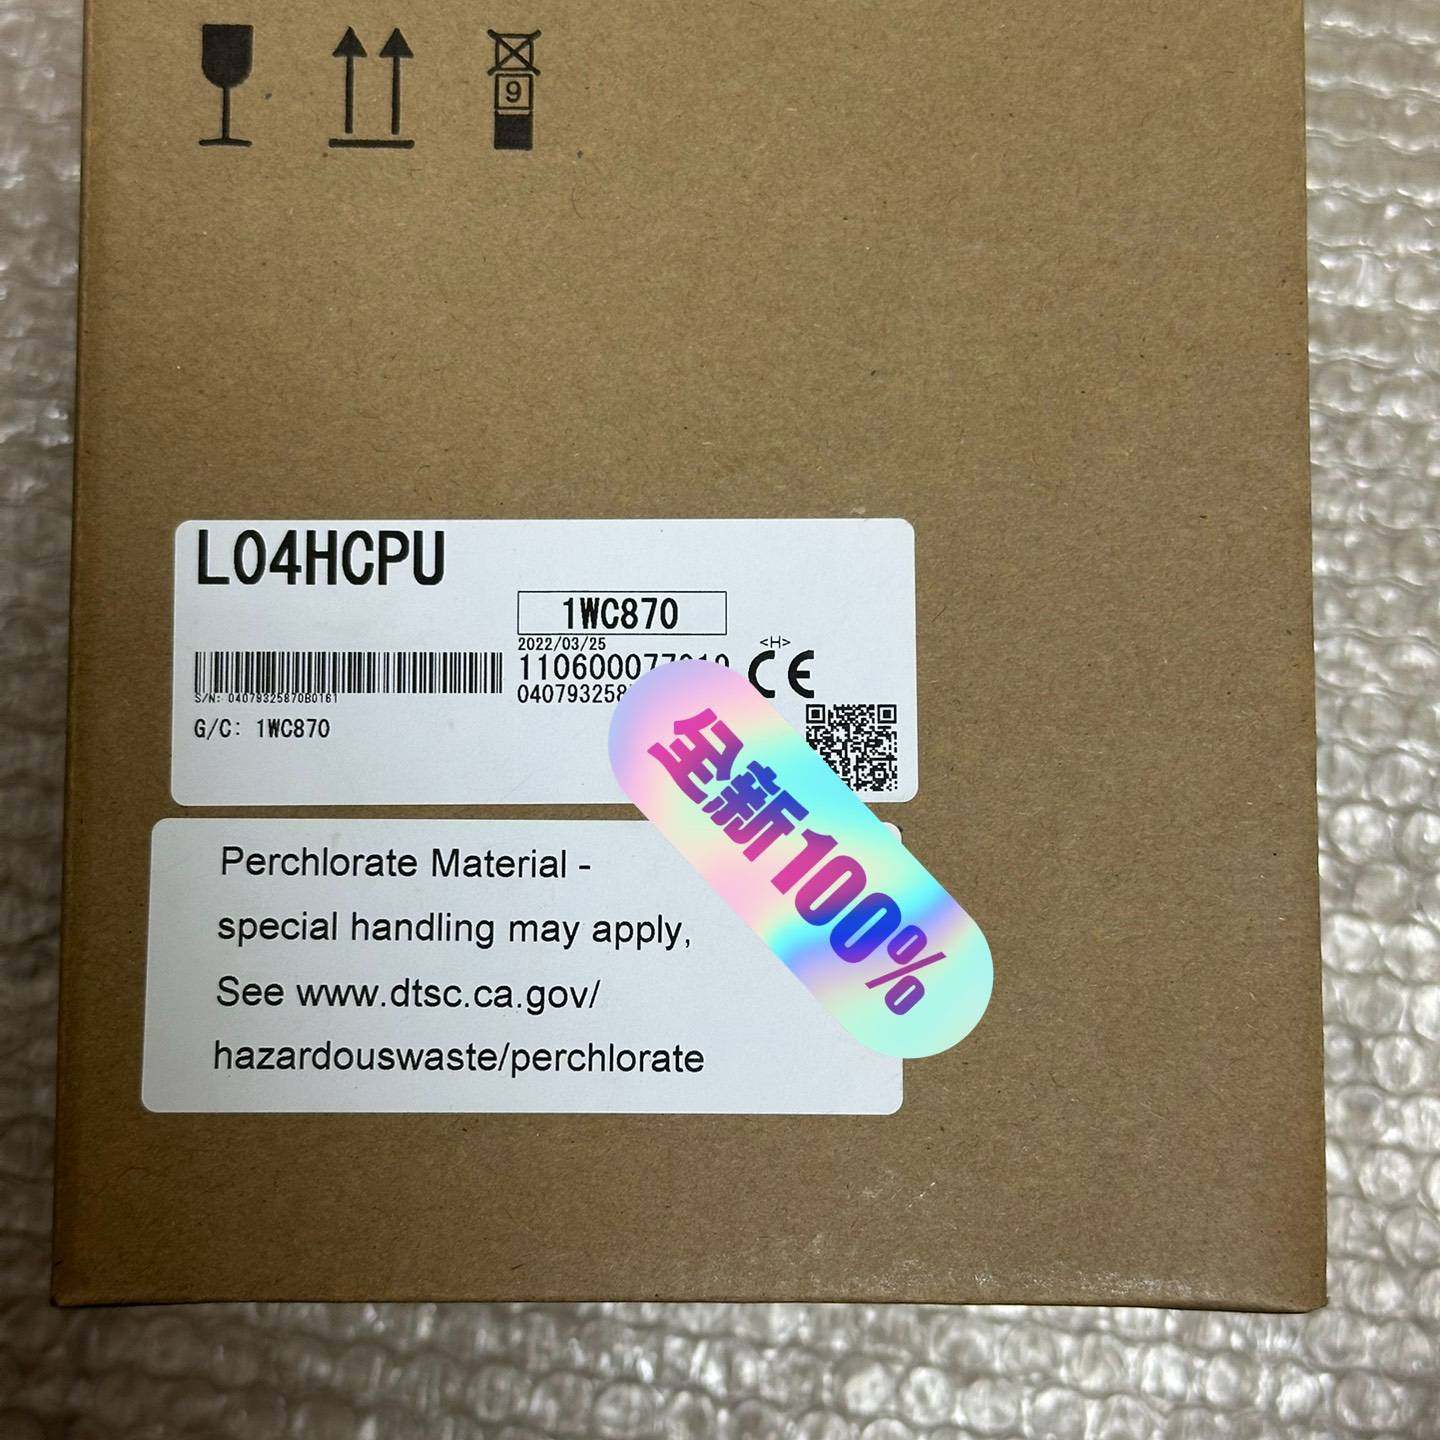 9
L04HCPU
1WC870
2022/03/25
<H>
CE
S/N: 04079325870B0161
G/C: 1WC870
全新100%
Perchlorate Material -
special handling may apply,
See www.dtsc.ca.gov/
hazardouswaste/perchlorate